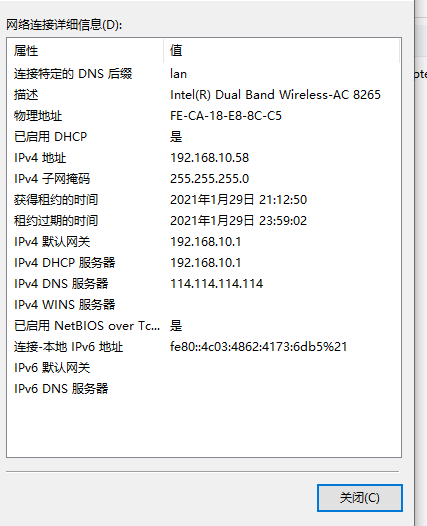 网络连接详细信息(D):
属性 值
连接特定的 DNS 后缀 lan
描述 Intel(R) Dual Band Wireless-AC 8265
物理地址 FE-CA-18-E8-8C-C5
已启用 DHCP 是
IPv4 地址 192.168.10.58
IPv4 子网掩码 255.255.255.0
获得租约的时间 2021年1月29日 21:12:50
租约过期的时间 2021年1月29日 23:59:02
IPv4 默认网关 192.168.10.1
IPv4 DHCP 服务器 192.168.10.1
IPv4 DNS 服务器 114.114.114.114
IPv4 WINS 服务器
已启用 NetBIOS over Tc... 是
连接-本地 IPv6 地址 fe80::4c03:4862:4173:6db5%21
IPv6 默认网关
IPv6 DNS 服务器
关闭(C)